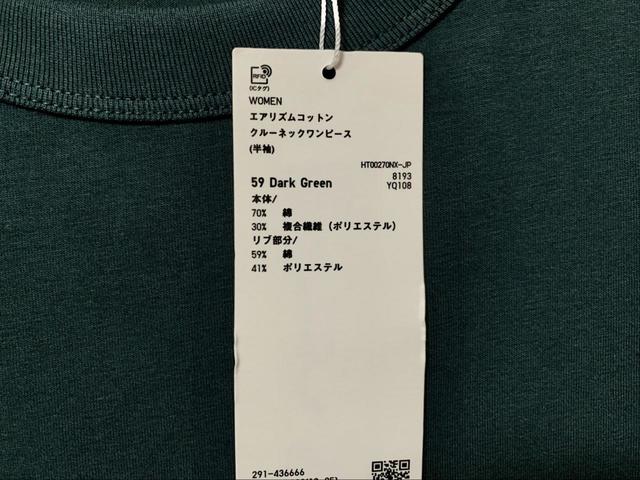 RFID
(ICタグ)
WOMEN
エアリズムコットン
クルーネックワンピース
(半袖)
HT00270NX-JP
8193
59 Dark Green
YQ108
本体/
70% 綿
30% 複合繊維（ポリエステル）
リブ部分/
59% 綿
41% ポリエステル
291-436666